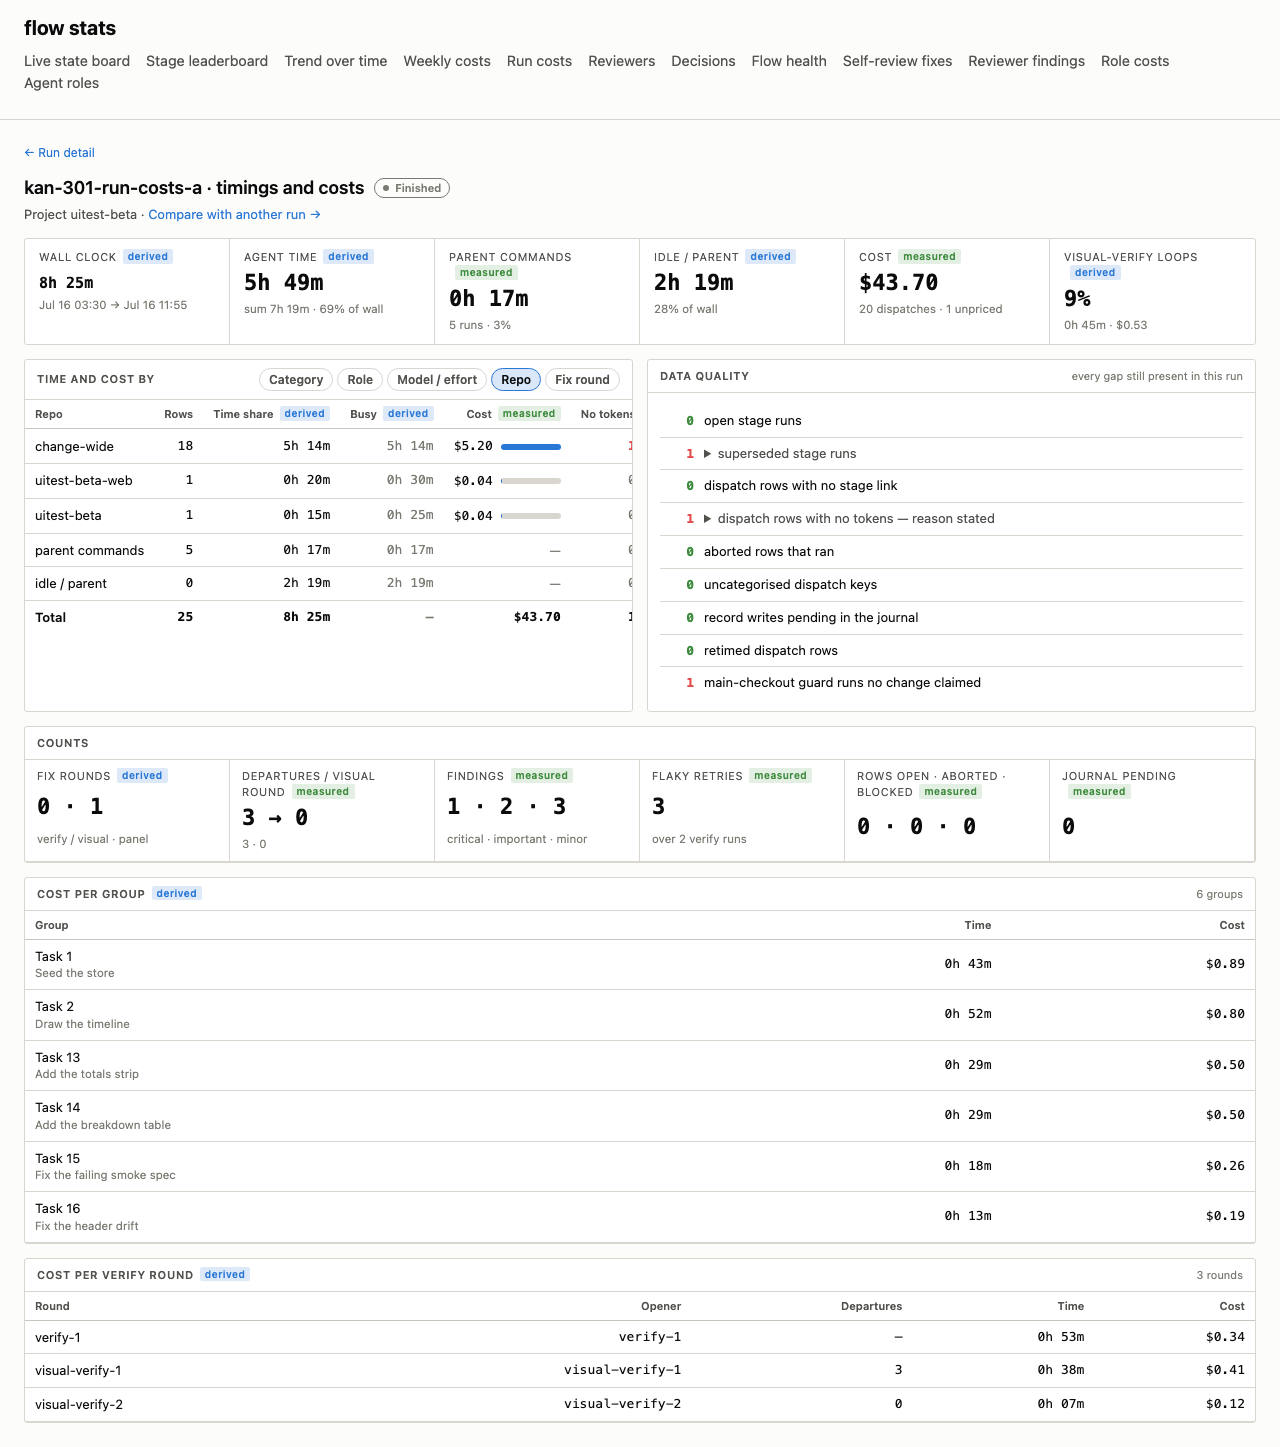 flow stats
Live state board Stage leaderboard Trend over time Weekly costs Run costs Reviewers Decisions Flow health Self-review fixes Reviewer findings Role costs
Agent roles
← Run detail
kan-301-run-costs-a · timings and costs ● Finished
Project uitest-beta · Compare with another run →
WALL CLOCK derived
8h 25m
Jul 16 03:30 → Jul 16 11:55
AGENT TIME derived
5h 49m
sum 7h 19m · 69% of wall
PARENT COMMANDS
measured
0h 17m
5 runs · 3%
IDLE / PARENT derived
2h 19m
28% of wall
COST measured
$43.70
20 dispatches · 1 unpriced
VISUAL-VERIFY LOOPS
derived
9%
0h 45m · $0.53
TIME AND COST BY Category Role Model / effort Repo Fix round
Repo Rows Time share derived Busy derived Cost measured No tokens
change-wide 18 5h 14m 5h 14m $5.20
uitest-beta-web 1 0h 20m 0h 30m $0.04
uitest-beta 1 0h 15m 0h 25m $0.04
parent commands 5 0h 17m 0h 17m —
idle / parent 0 2h 19m 2h 19m —
Total 25 8h 25m — $43.70
DATA QUALITY every gap still present in this run
0 open stage runs
1 ▶ superseded stage runs
0 dispatch rows with no stage link
1 ▶ dispatch rows with no tokens — reason stated
0 aborted rows that ran
0 uncategorised dispatch keys
0 record writes pending in the journal
0 retimed dispatch rows
1 main-checkout guard runs no change claimed
COUNTS
FIX ROUNDS derived
0 · 1
verify / visual · panel
DEPARTURES / VISUAL
ROUND measured
3 → 0
3 · 0
FINDINGS measured
1 · 2 · 3
critical · important · minor
FLAKY RETRIES measured
3
over 2 verify runs
ROWS OPEN · ABORTED ·
BLOCKED measured
0 · 0 · 0
JOURNAL PENDING
measured
0
COST PER GROUP derived 6 groups
Group Time Cost
Task 1
Seed the store
0h 43m $0.89
Task 2
Draw the timeline
0h 52m $0.80
Task 13
Add the totals strip
0h 29m $0.50
Task 14
Add the breakdown table
0h 29m $0.50
Task 15
Fix the failing smoke spec
0h 18m $0.26
Task 16
Fix the header drift
0h 13m $0.19
COST PER VERIFY ROUND derived 3 rounds
Round Opener Departures Time Cost
verify-1 verify-1 — 0h 53m $0.34
visual-verify-1 visual-verify-1 3 0h 38m $0.41
visual-verify-2 visual-verify-2 0 0h 07m $0.12